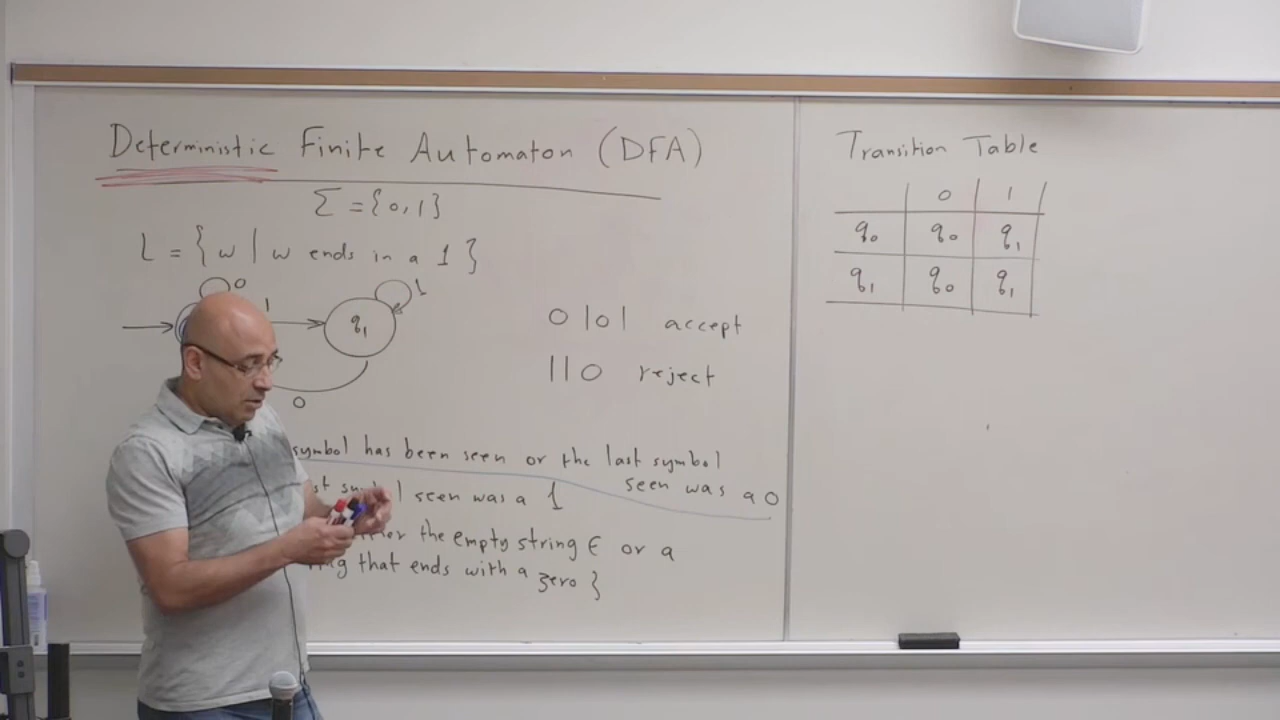 Deterministic Finite Automaton (DFA)
Σ = {0,1}
L = { w | w ends in a 1 }
0
1
1
q₁
0
0101 accept
110 reject
symbol has been seen or the last symbol
seen was a 0
seen was a 1
the empty string ϵ or a
that ends with a zero }
Transition Table
0 1
q₀ q₀ q₁
q₁ q₀ q₁